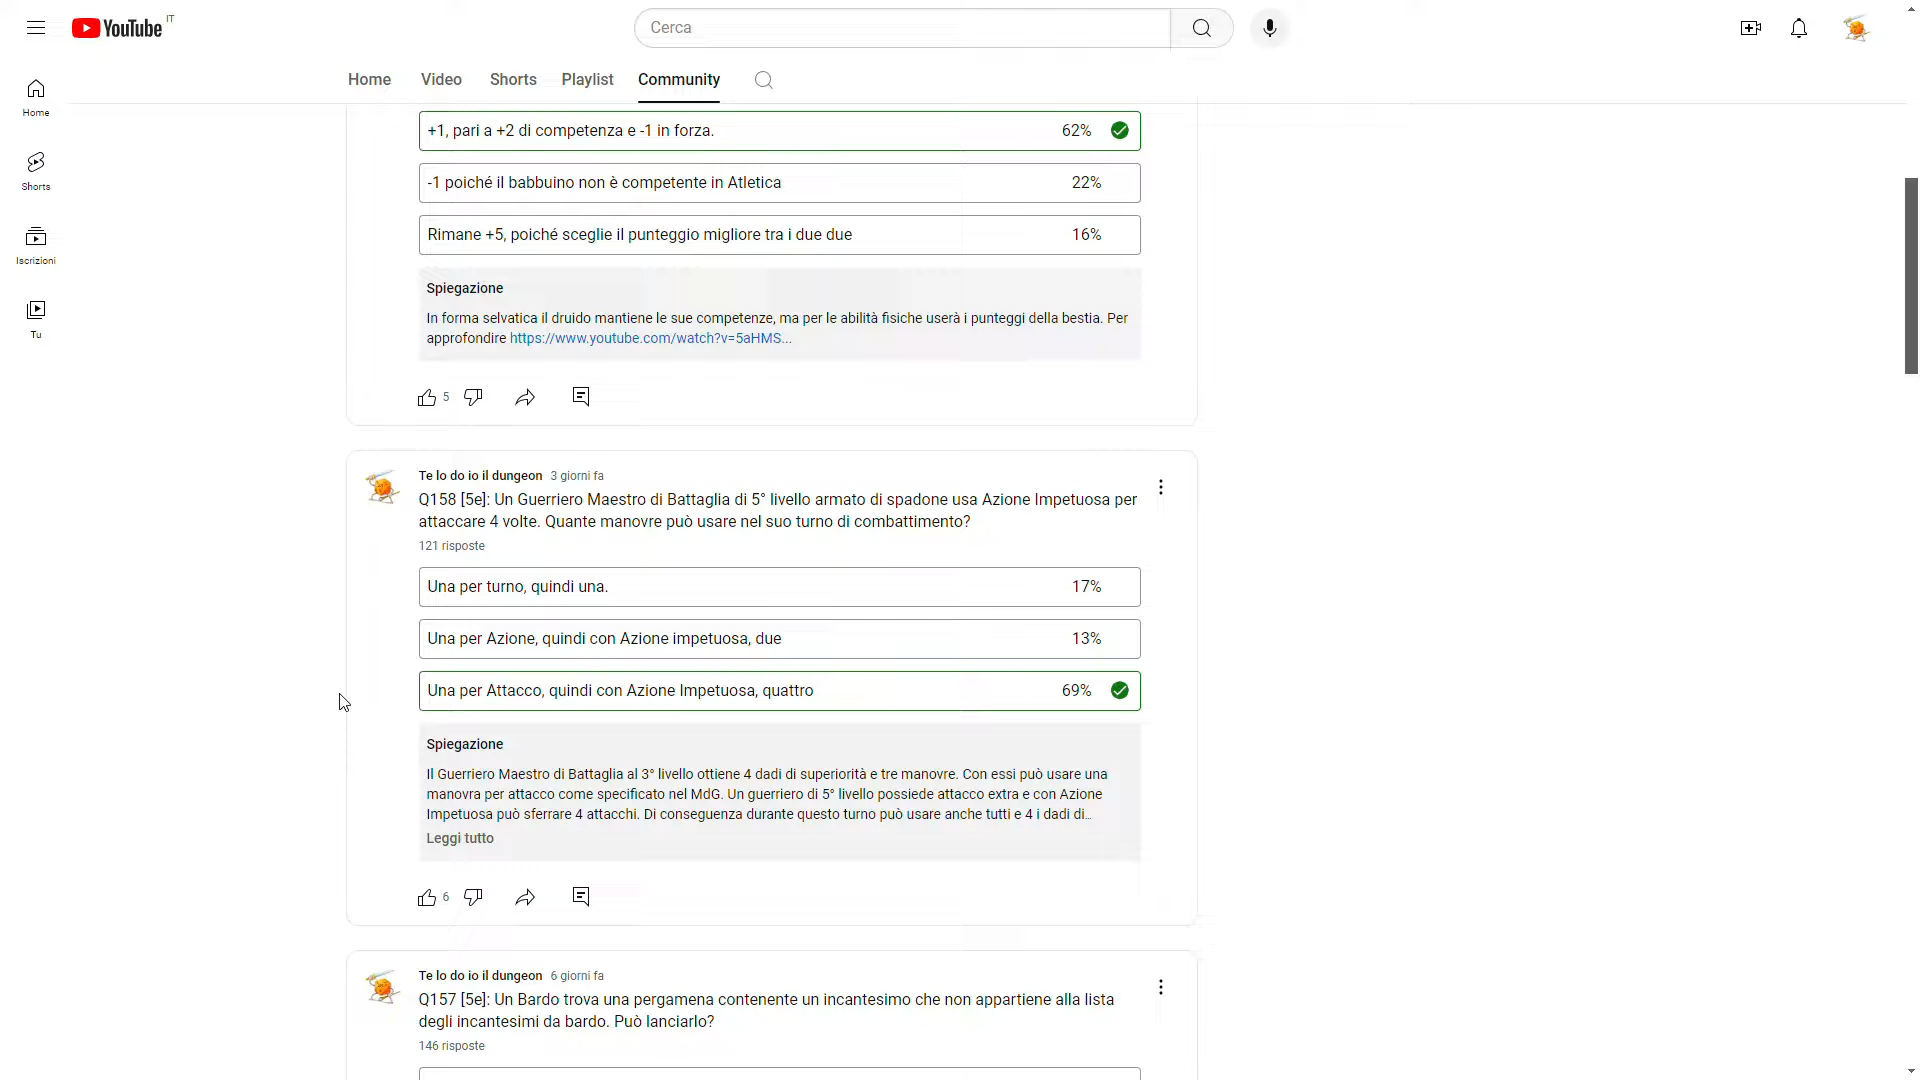 YouTube IT
Cerca
Home Video Shorts Playlist Community
Home
Shorts
Iscrizioni
Tu
+1, pari a +2 di competenza e -1 in forza. 62%
-1 poiché il babbuino non è competente in Atletica 22%
Rimane +5, poiché sceglie il punteggio migliore tra i due due 16%
Spiegazione
In forma selvatica il druido mantiene le sue competenze, ma per le abilità fisiche userà i punteggi della bestia. Per
approfondire https://www.youtube.com/watch?v=5aHMS...
5
Te lo do io il dungeon 3 giorni fa
Q158 [5e]: Un Guerriero Maestro di Battaglia di 5° livello armato di spadone usa Azione Impetuosa per
attaccare 4 volte. Quante manovre può usare nel suo turno di combattimento?
121 risposte
Una per turno, quindi una. 17%
Una per Azione, quindi con Azione impetuosa, due 13%
Una per Attacco, quindi con Azione Impetuosa, quattro 69%
Spiegazione
Il Guerriero Maestro di Battaglia al 3° livello ottiene 4 dadi di superiorità e tre manovre. Con essi può usare una
manovra per attacco come specificato nel MdG. Un guerriero di 5° livello possiede attacco extra e con Azione
Impetuosa può sferrare 4 attacchi. Di conseguenza durante questo turno può usare anche tutti e 4 i dadi di...
Leggi tutto
6
Te lo do io il dungeon 6 giorni fa
Q157 [5e]: Un Bardo trova una pergamena contenente un incantesimo che non appartiene alla lista
degli incantesimi da bardo. Può lanciarlo?
146 risposte